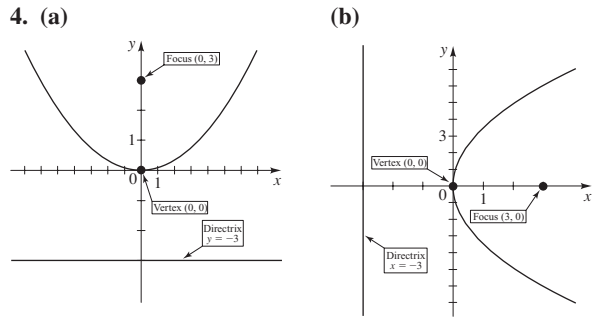 4. (a)
y
Focus (0, 3)
1
0
1
x
Vertex (0, 0)
Directrix
y = −3
(b)
y
3
Vertex (0, 0)
0
1
x
Focus (3, 0)
Directrix
x = −3